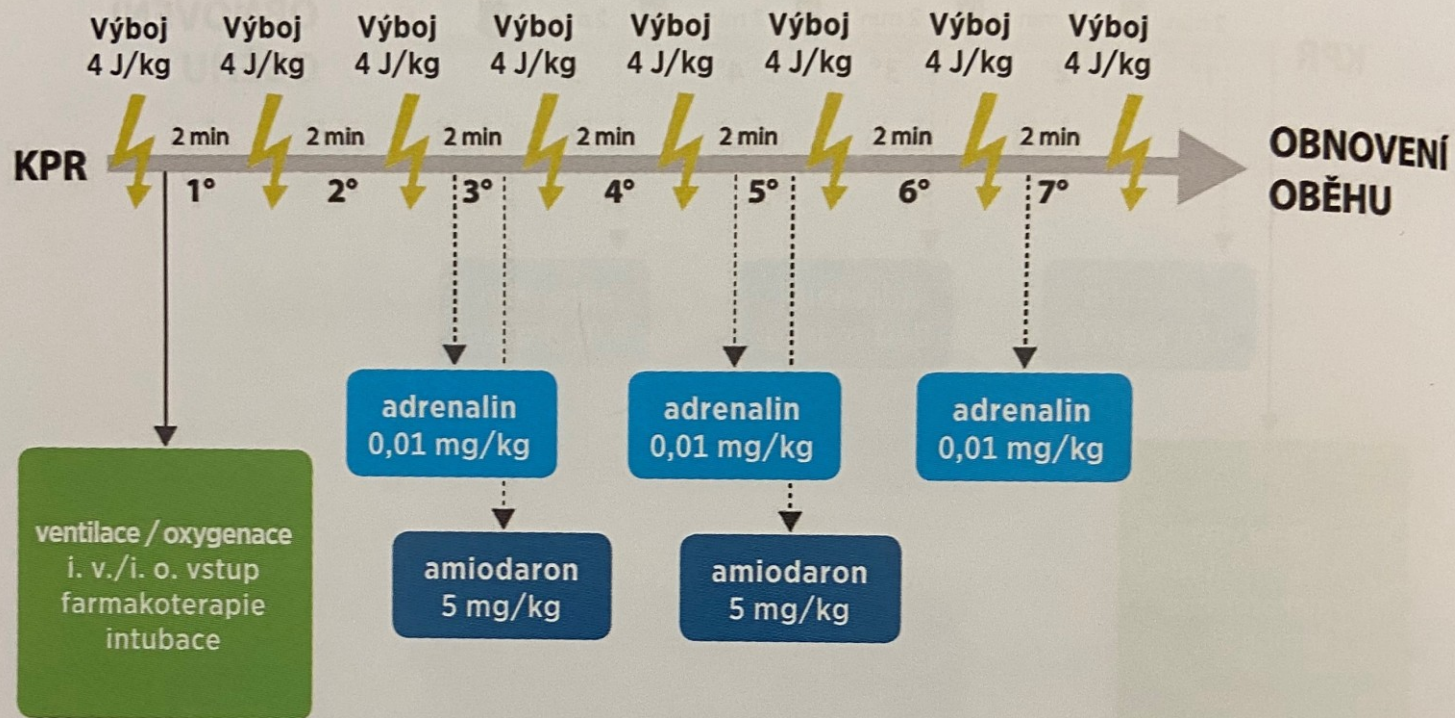 Výboj Výboj Výboj Výboj Výboj Výboj Výboj Výboj
4 J/kg 4 J/kg 4 J/kg 4 J/kg 4 J/kg 4 J/kg 4 J/kg 4 J/kg
2 min 2 min 2 min 2 min 2 min 2 min 2 min
KPR
1° 2° 3° 4° 5° 6° 7°
OBNOVENÍ
OBĚHU
adrenalin
0,01 mg/kg
adrenalin
0,01 mg/kg
adrenalin
0,01 mg/kg
ventilace / oxygenace
i. v./i. o. vstup
farmakoterapie
intubace
amiodaron
5 mg/kg
amiodaron
5 mg/kg